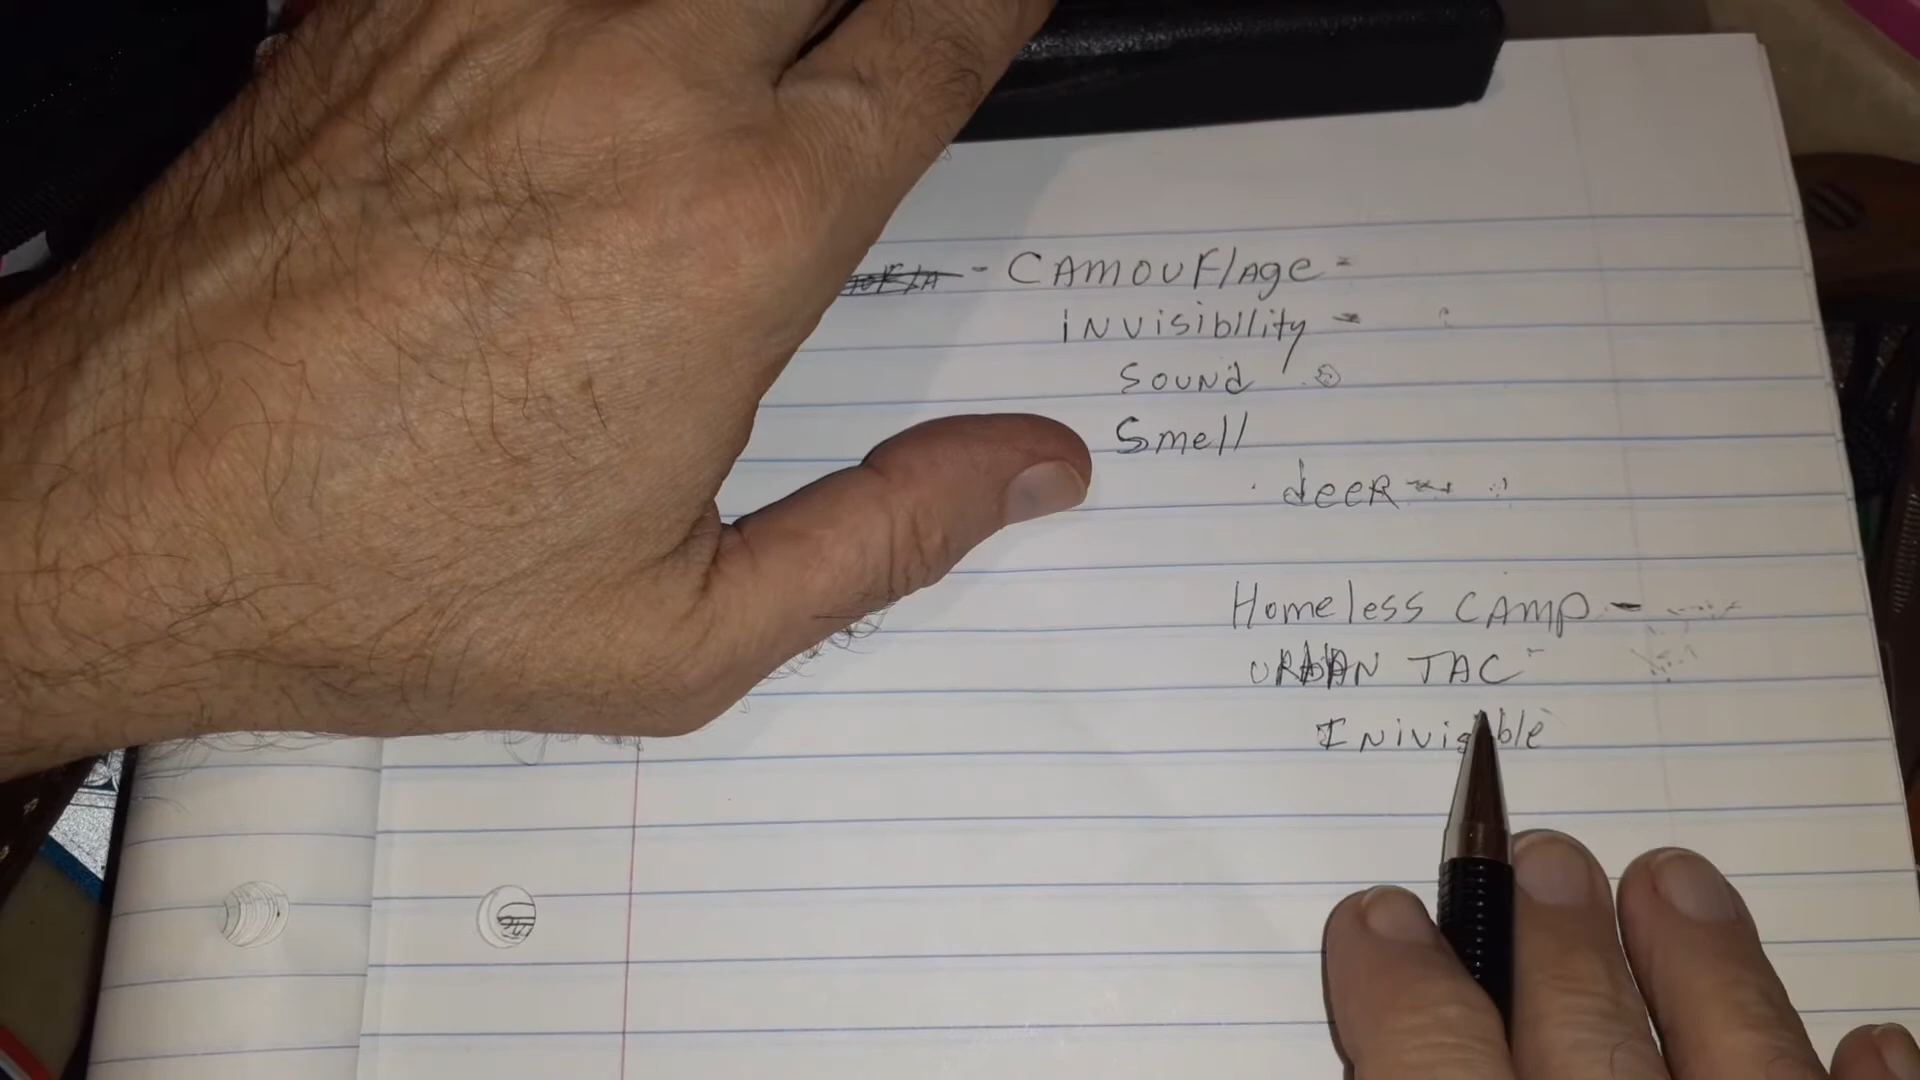 - CAMOUFlAge -
iNVisibility -
SOUNd
Smell
deeR -
Homeless CAmp -
URBAN TAC -
INivisible